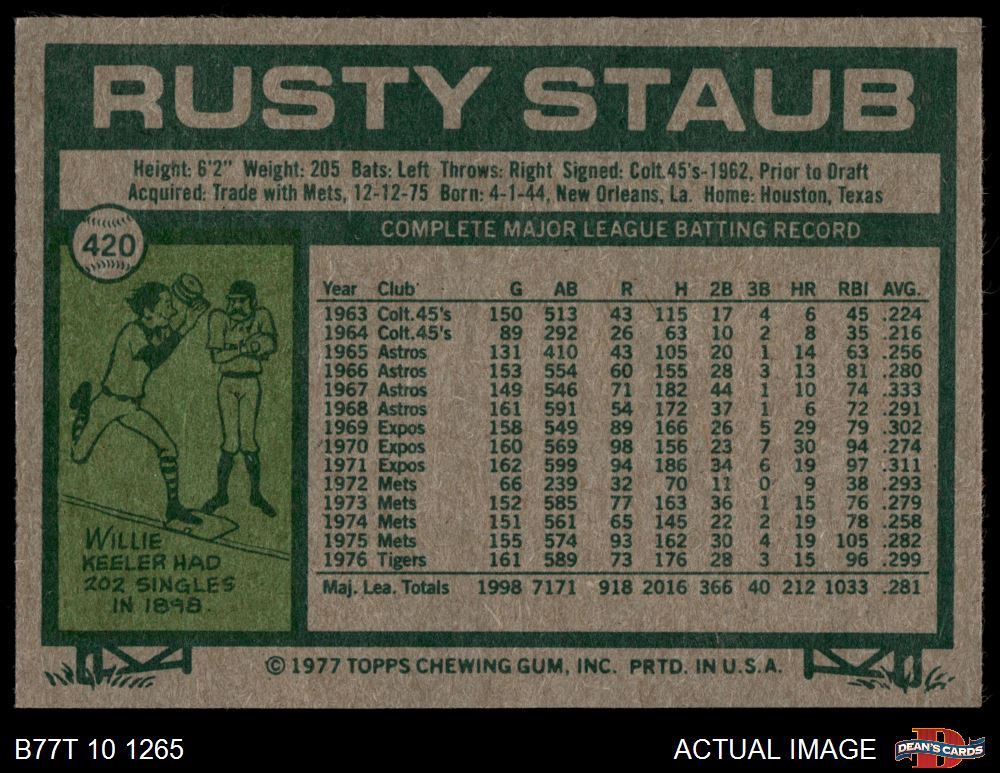 RUSTY STAUB
Height: 6'2" Weight: 205 Bats: Left Throws: Right Signed: Colt.45's-1962, Prior to Draft
Acquired: Trade with Mets, 12-12-75 Born: 4-1-44, New Orleans, La. Home: Houston, Texas
420
COMPLETE MAJOR LEAGUE BATTING RECORD
Year Club G AB R H 2B 3B HR RBI AVG.
1963 Colt.45's 150 513 43 115 17 4 6 45 .224
1964 Colt.45's 89 292 26 63 10 2 8 35 .216
1965 Astros 131 410 43 105 20 1 14 63 .256
1966 Astros 153 554 60 155 28 3 13 81 .280
1967 Astros 149 546 71 182 44 1 10 74 .333
1968 Astros 161 591 54 172 37 1 6 72 .291
1969 Expos 158 549 89 166 26 5 29 79 .302
1970 Expos 160 569 98 156 23 7 30 94 .274
1971 Expos 162 599 94 186 34 6 19 97 .311
1972 Mets 66 239 32 70 11 0 9 38 .293
1973 Mets 152 585 77 163 36 1 15 76 .279
1974 Mets 151 561 65 145 22 2 19 78 .258
1975 Mets 155 574 93 162 30 4 19 105 .282
1976 Tigers 161 589 73 176 28 3 15 96 .299
Maj. Lea. Totals 1998 7171 918 2016 366 40 212 1033 .281
WILLIE
KEELER HAD
202 SINGLES
IN 1898.
© 1977 TOPPS CHEWING GUM, INC. PRTD. IN U.S.A.
B77T 10 1265
ACTUAL IMAGE
D
DEAN'S CARDS